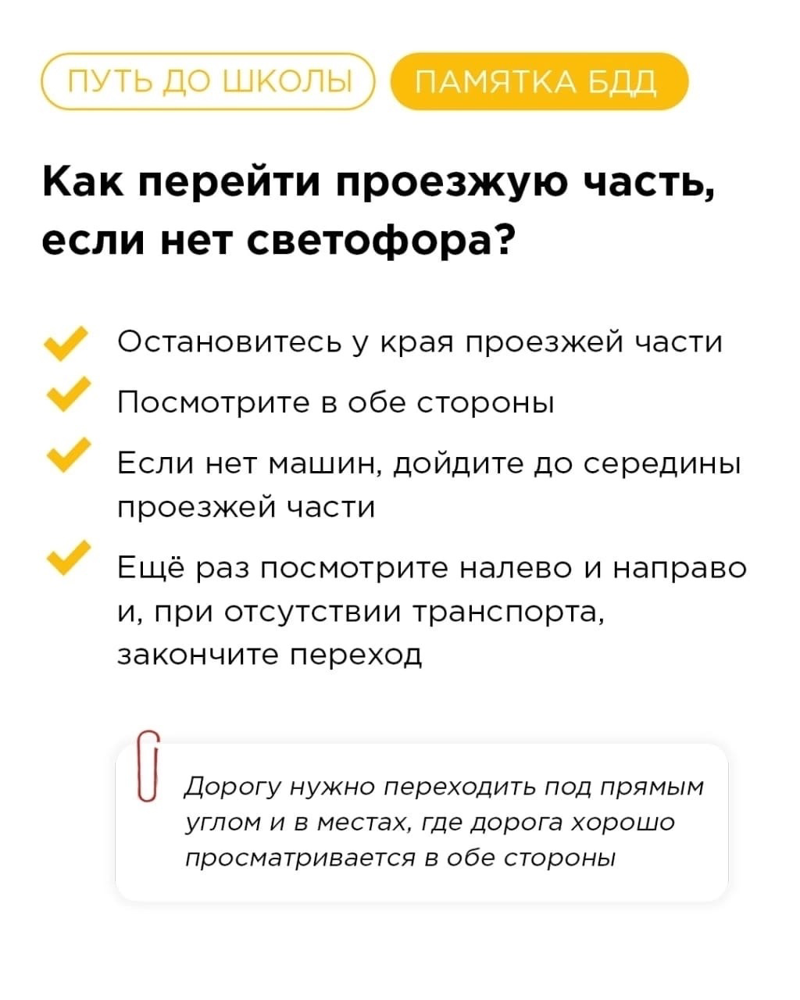 ПУТЬ ДО ШКОЛЫ
ПАМЯТКА БДД
Как перейти проезжую часть,
если нет светофора?
Остановитесь у края проезжей части
Посмотрите в обе стороны
Если нет машин, дойдите до середины
проезжей части
Ещё раз посмотрите налево и направо
и, при отсутствии транспорта,
закончите переход
Дорогу нужно переходить под прямым
углом и в местах, где дорога хорошо
просматривается в обе стороны